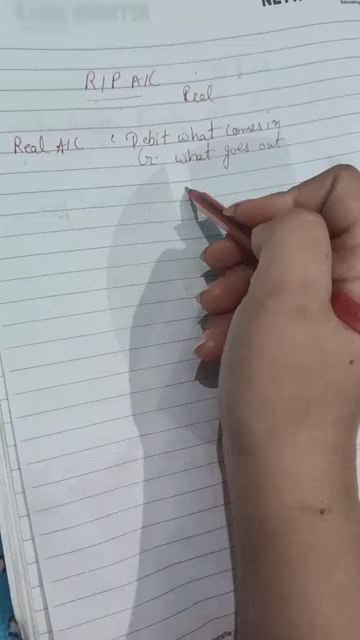 R/P A/C
Real
Real A/C : Debit what comes in
Cr. what goes out